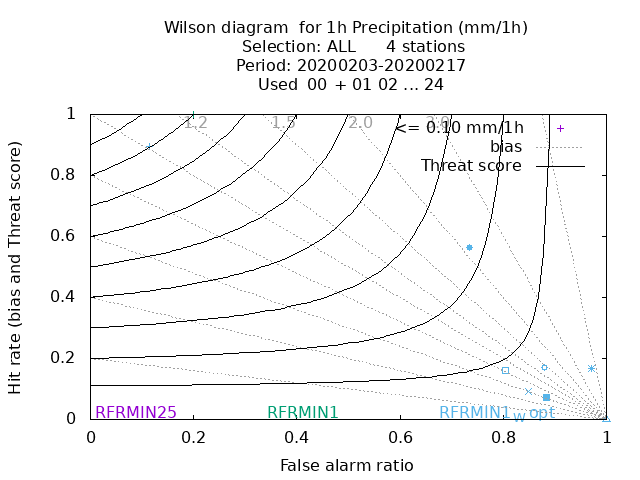 Wilson diagram  for 1h Precipitation (mm/1h)
Selection: ALL      4 stations
Period: 20200203-20200217
Used  00 + 01 02 ... 24
1.2 1.5 2.0 3.0
<= 0.10 mm/1h
bias
Threat score
1
0.8
0.6
0.4
0.2
0
Hit rate (bias and Threat score)
RFRMIN25 RFRMIN1 RFRMIN1_W opt
0 0.2 0.4 0.6 0.8 1
False alarm ratio